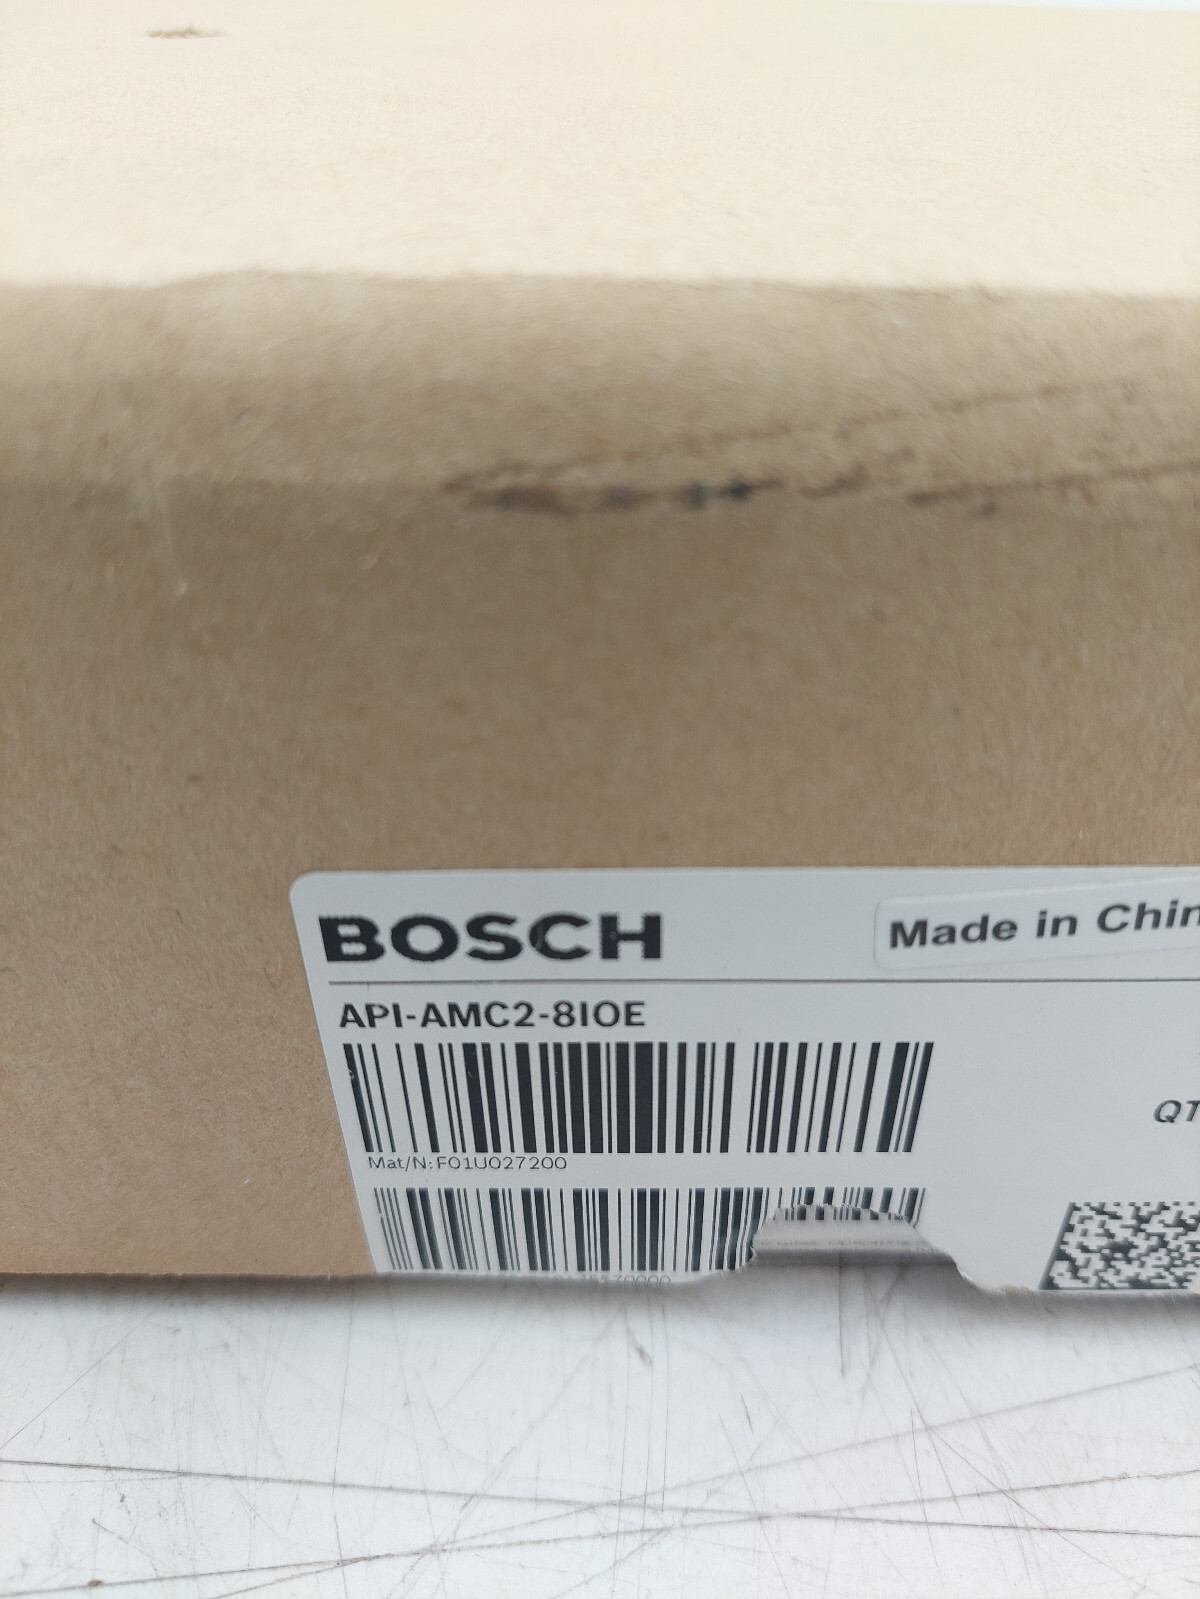 BOSCH
Made in Chin
API-AMC2-8IOE
QT
Mat/N: F01U027200